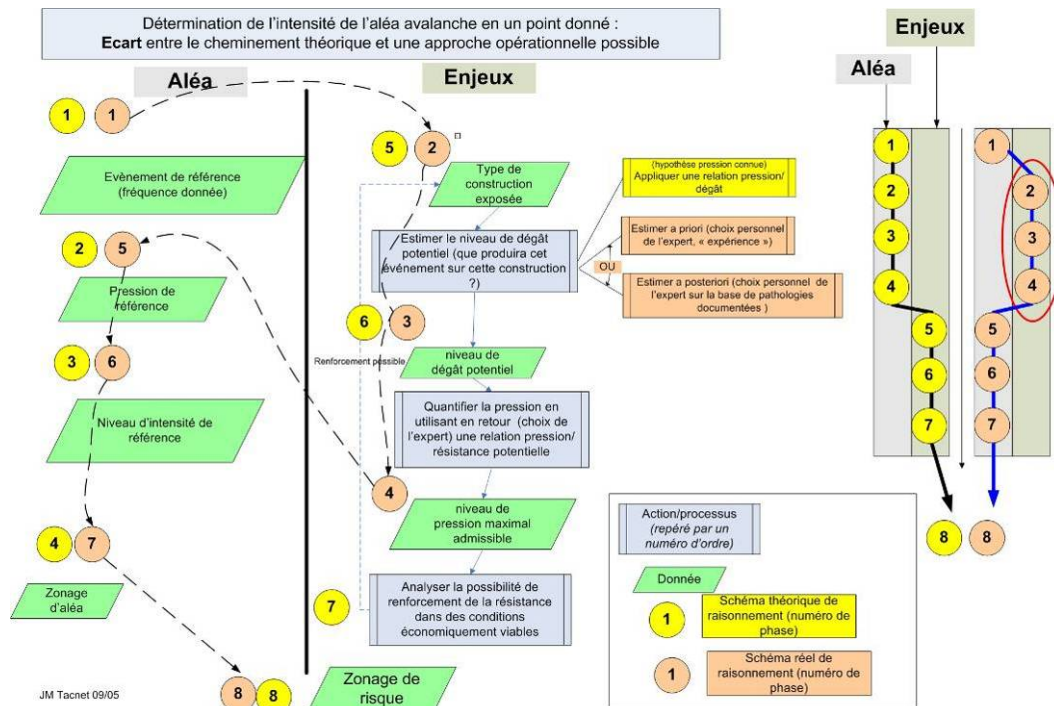 Détermination de l'intensité de l'aléa avalanche en un point donné :
Ecart entre le cheminement théorique et une approche opérationnelle possible
Aléa
Enjeux
1
1
Evènement de référence
(fréquence donnée)
2
5
Pression de
référence
3
6
Niveau d'intensité de
référence
4
7
Zonage
d'aléa
8
8
JM Tacnet 09/05
5
2
Type de
construction
exposée
Estimer le niveau de dégât
potentiel (que produira cet
événement sur cette construction
?)
6
3
Renforcement possible
niveau de
dégât potentiel
Quantifier la pression en
utilisant en retour (choix de
l'expert) une relation pression/
résistance potentielle
4
niveau de
pression maximal
admissible
7
Analyser la possibilité de
renforcement de la résistance
dans des conditions
économiquement viables
Zonage de
risque
(hypothèse pression connue)
Appliquer une relation pression/
dégât
Estimer a priori (choix personnel
de l'expert, « expérience »)
OU
Estimer a posteriori (choix personnel de
l'expert sur la base de pathologies
documentées )
Action/processus
(repéré par un
numéro d'ordre)
Donnée
1
Schéma théorique de
raisonnement (numéro de
phase)
1
Schéma réel de
raisonnement (numéro de
phase)
Enjeux
Aléa
1
2
3
4
5
6
7
8
1
2
3
4
5
6
7
8